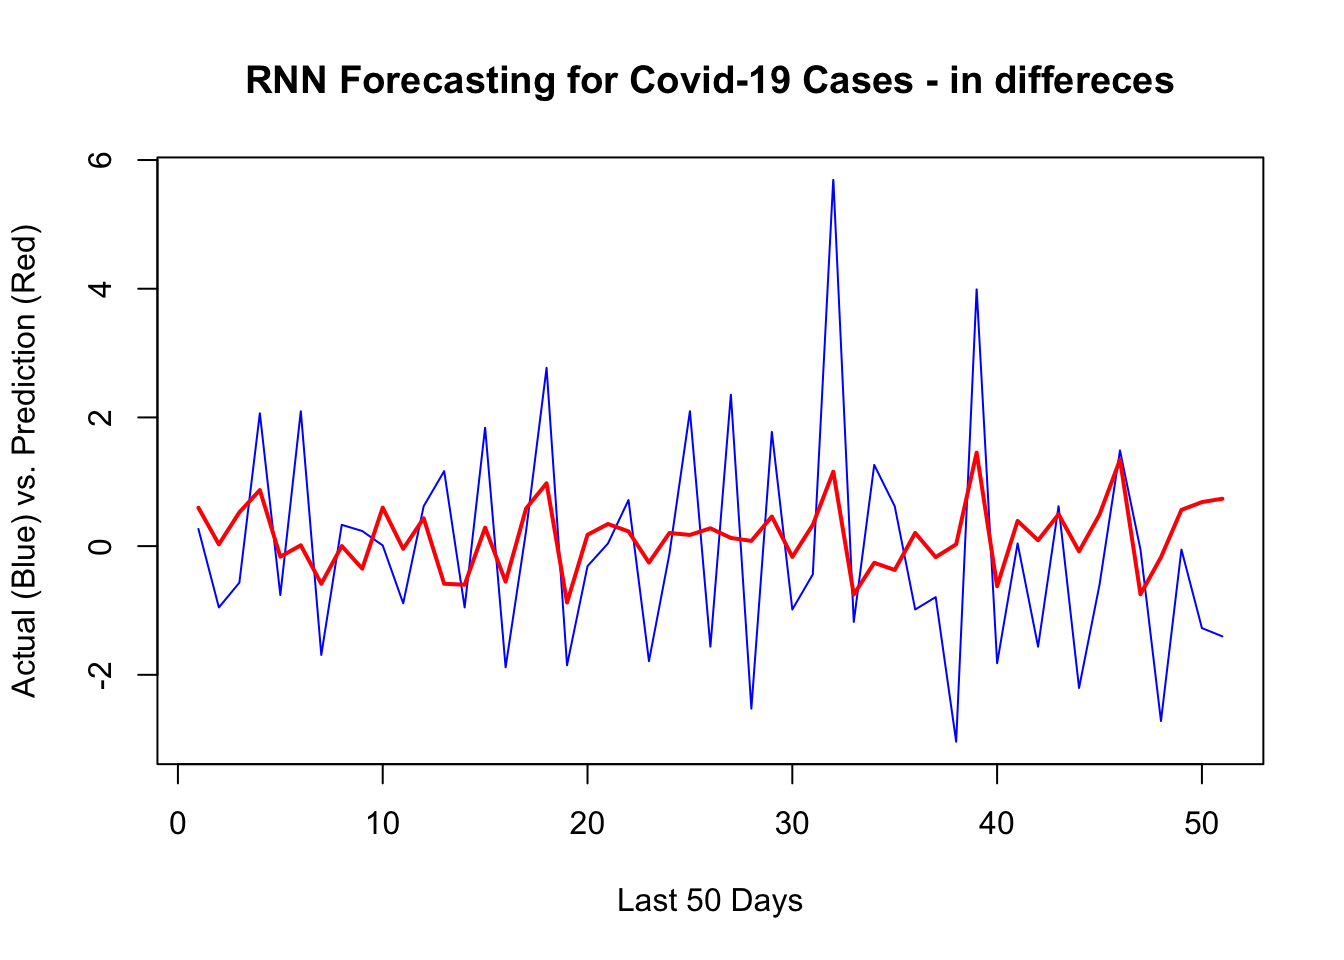 RNN Forecasting for Covid-19 Cases - in differeces
Actual (Blue) vs. Prediction (Red)
6
4
2
0
-2
0 10 20 30 40 50
Last 50 Days